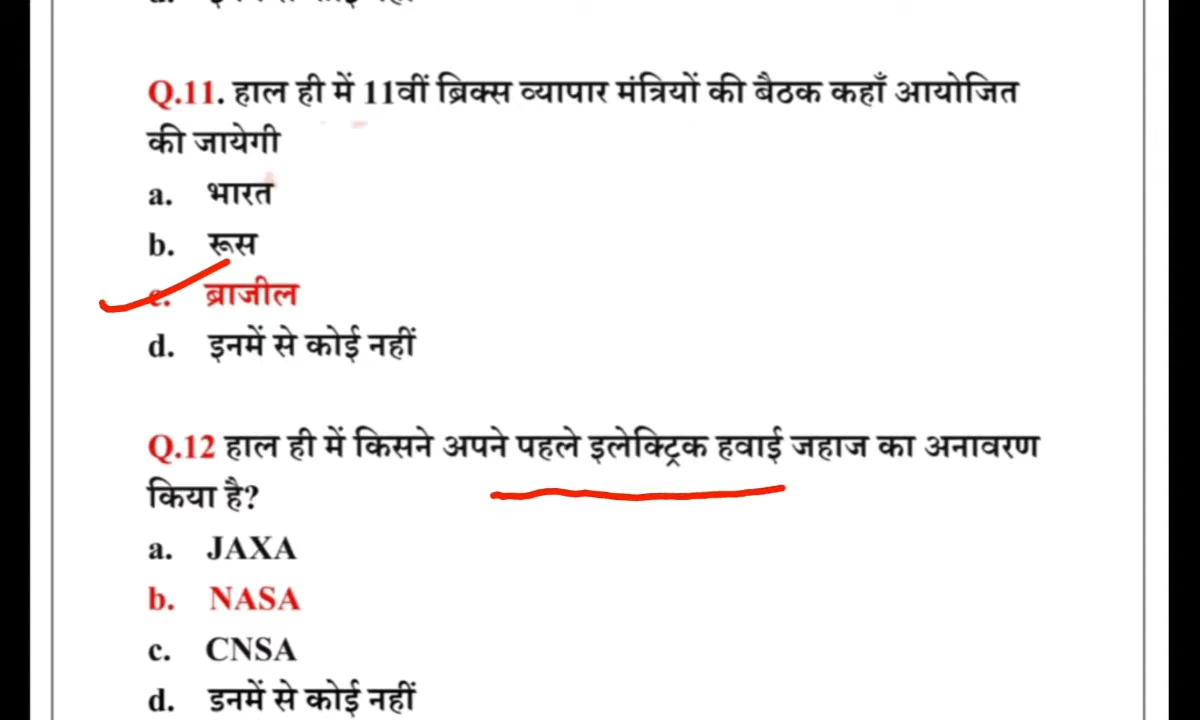 Q.11. हाल ही में 11वीं ब्रिक्स व्यापार मंत्रियों की बैठक कहाँ आयोजित
की जायेगी
a. भारत
b. रूस
c. ब्राजील
d. इनमें से कोई नहीं
Q.12 हाल ही में किसने अपने पहले इलेक्ट्रिक हवाई जहाज का अनावरण
किया है?
a. JAXA
b. NASA
c. CNSA
d. इनमें से कोई नहीं